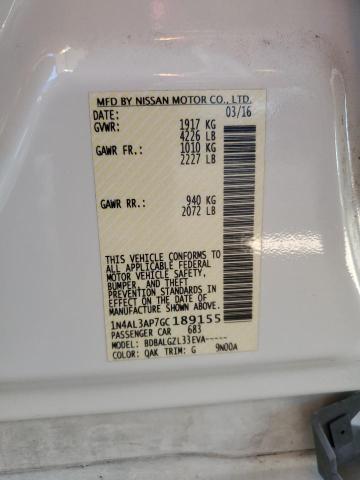 MFD BY NISSAN MOTOR CO., LTD.
DATE: 03/16
GVWR: 1917 KG
4226 LB
GAWR FR.: 1010 KG
2227 LB
GAWR RR.: 940 KG
2072 LB
THIS VEHICLE CONFORMS TO
ALL APPLICABLE FEDERAL
MOTOR VEHICLE SAFETY,
BUMPER, AND THEFT
PREVENTION STANDARDS IN
EFFECT ON THE DATE OF
MANUFACTURE SHOWN ABOVE.
1N4AL3AP7GC189155
PASSENGER CAR 683
MODEL: BDBALGZL33EVA-----
COLOR: QAK TRIM: G 9N00A